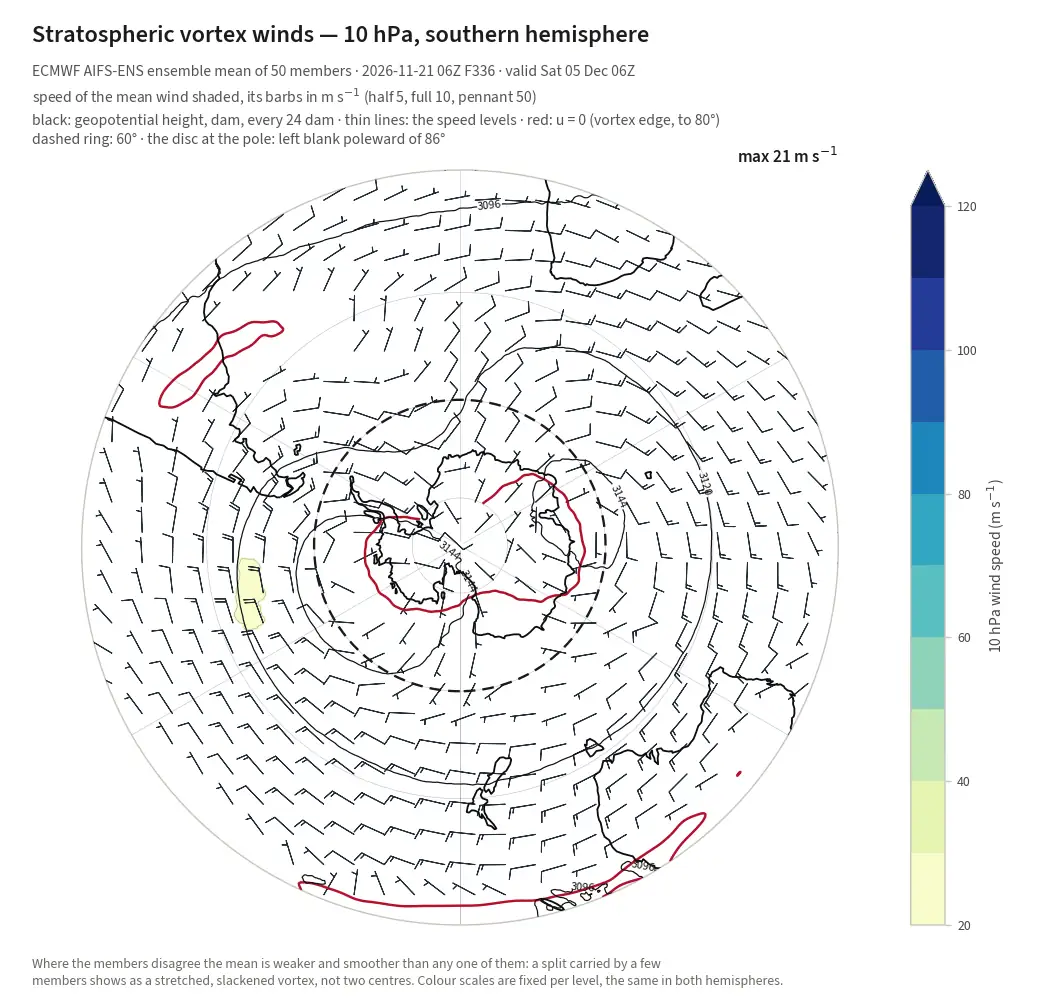 Stratospheric vortex winds — 10 hPa, southern hemisphere
ECMWF AIFS-ENS ensemble mean of 50 members · 2026-11-21 06Z F336 · valid Sat 05 Dec 06Z
speed of the mean wind shaded, its barbs in m s⁻¹ (half 5, full 10, pennant 50)
black: geopotential height, dam, every 24 dam · thin lines: the speed levels · red: u = 0 (vortex edge, to 80°)
dashed ring: 60° · the disc at the pole: left blank poleward of 86°
max 21 m s⁻¹
3096
3120
3144
3144
3144
3096
3096
120
100
80
60
40
20
10 hPa wind speed (m s⁻¹)
Where the members disagree the mean is weaker and smoother than any one of them: a split carried by a few
members shows as a stretched, slackened vortex, not two centres. Colour scales are fixed per level, the same in both hemispheres.